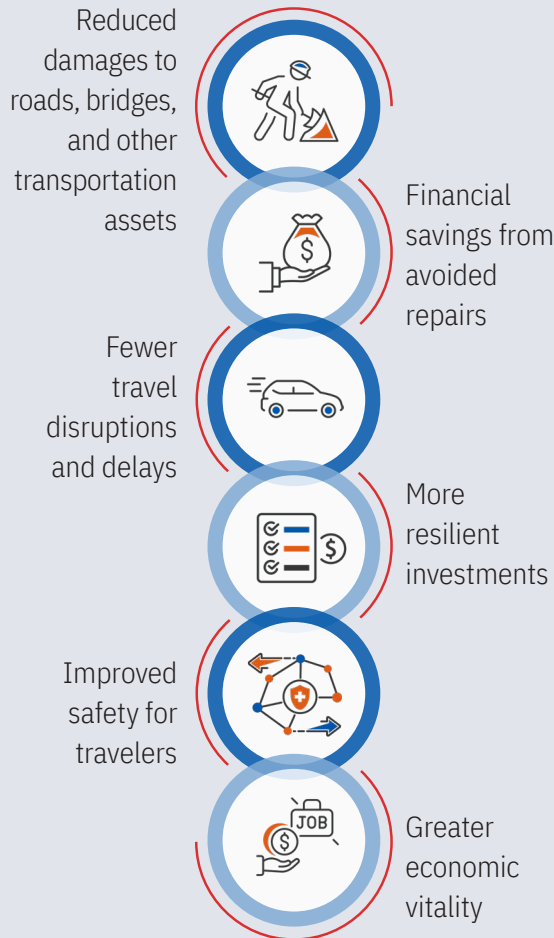 Reduced
damages to
roads, bridges,
and other
transportation
assets
$
Financial
savings from
avoided
repairs
Fewer
travel
disruptions
and delays
$
More
resilient
investments
Improved
safety for
travelers
JOB
$
Greater
economic
vitality